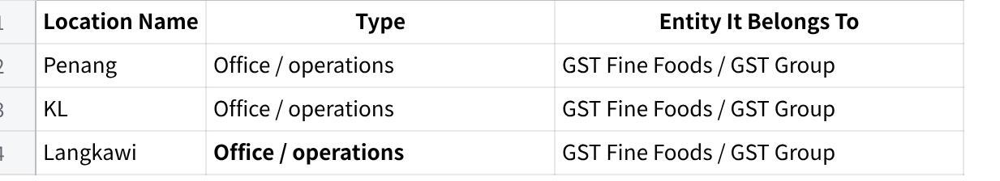 1 Location Name Type Entity It Belongs To
2 Penang Office / operations GST Fine Foods / GST Group
3 KL Office / operations GST Fine Foods / GST Group
4 Langkawi Office / operations GST Fine Foods / GST Group